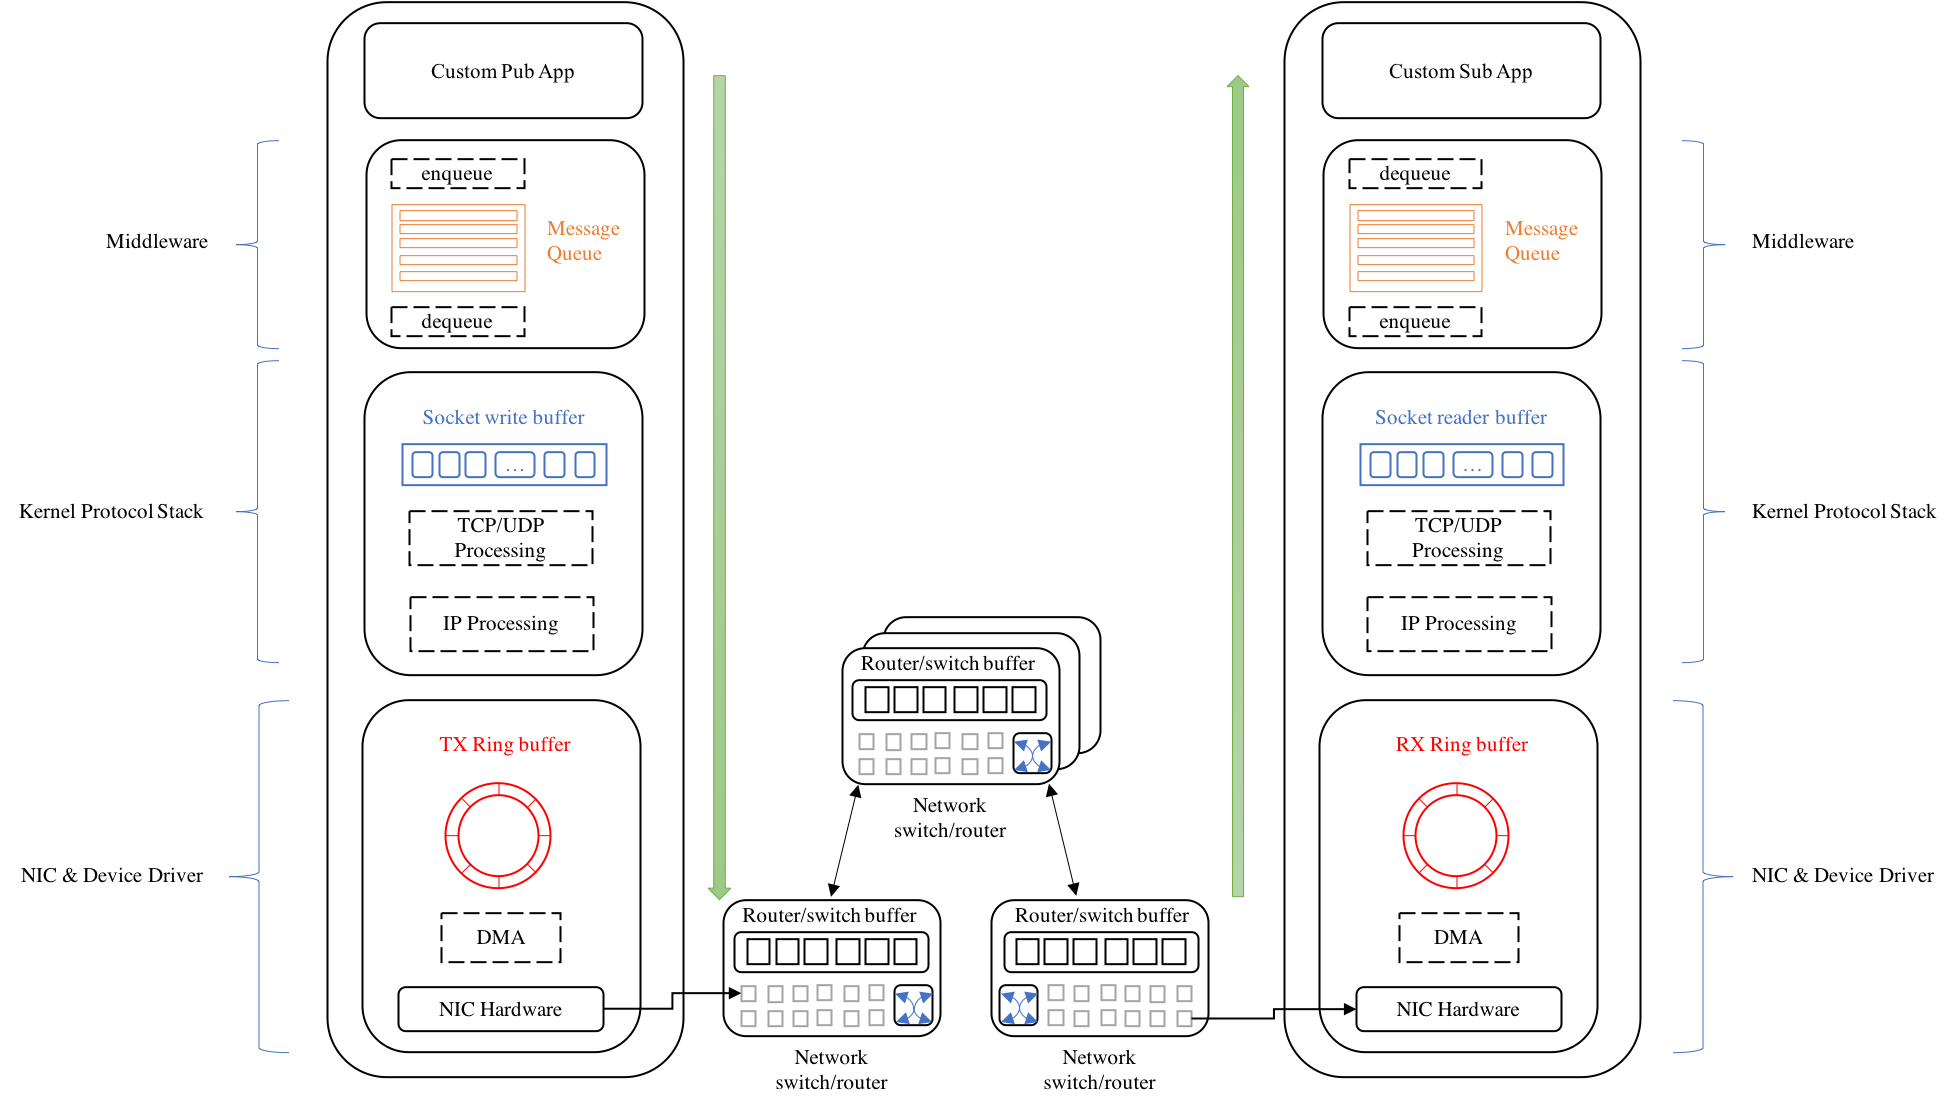 Custom Pub App
enqueue
Message
Queue
dequeue
Middleware
Socket write buffer
...
TCP/UDP
Processing
IP Processing
Kernel Protocol Stack
TX Ring buffer
DMA
NIC Hardware
NIC & Device Driver
Router/switch buffer
Network
switch/router
Router/switch buffer
Network
switch/router
Router/switch buffer
Network
switch/router
Custom Sub App
dequeue
Message
Queue
enqueue
Middleware
Socket reader buffer
...
TCP/UDP
Processing
IP Processing
Kernel Protocol Stack
RX Ring buffer
DMA
NIC Hardware
NIC & Device Driver